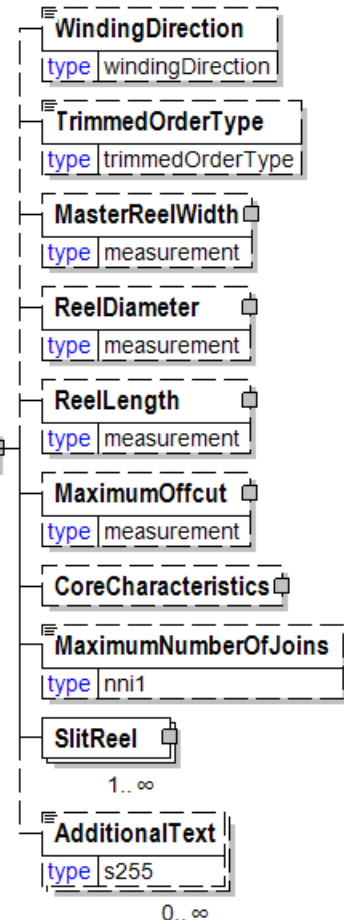 WindingDirection
type windingDirection
TrimmedOrderType
type trimmedOrderType
MasterReelWidth
type measurement
ReelDiameter
type measurement
ReelLength
type measurement
MaximumOffcut
type measurement
CoreCharacteristics
MaximumNumberOfJoins
type nni1
SlitReel
1.. ∞
AdditionalText
type s255
0.. ∞